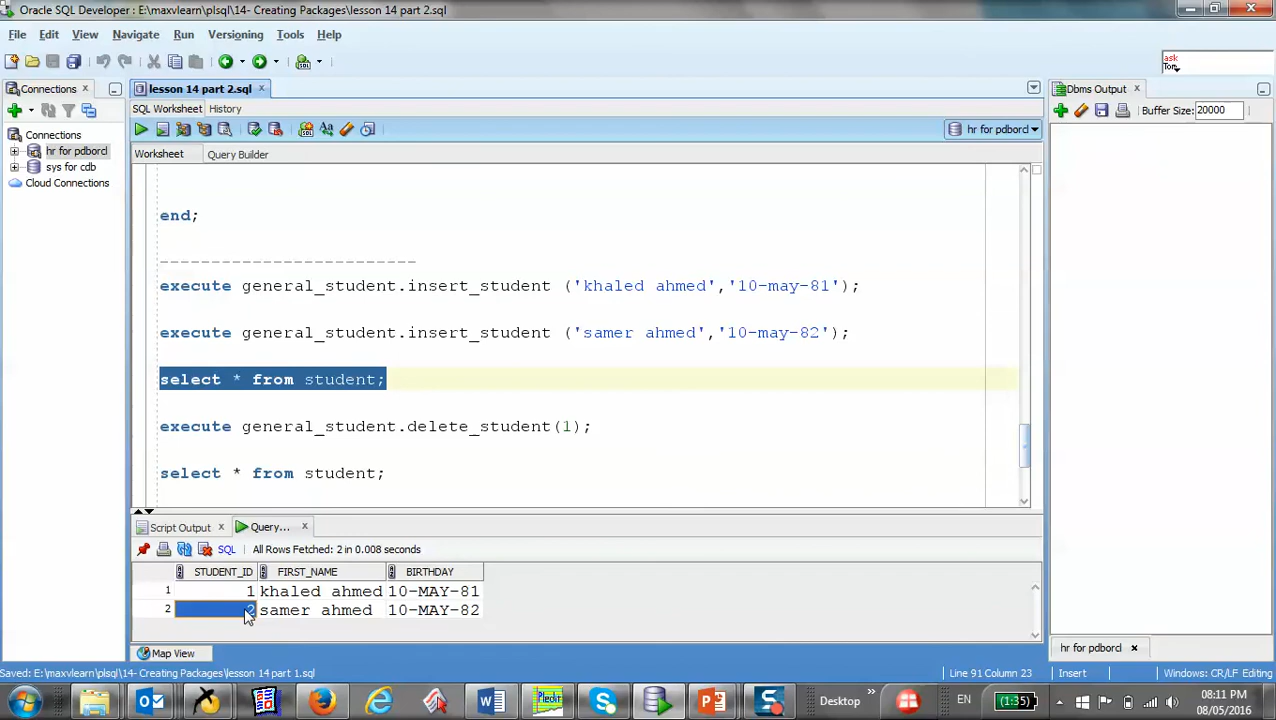 Oracle SQL Developer : E:\maxvlearn\plsql\14- Creating Packages\lesson 14 part 2.sql
File Edit View Navigate Run Versioning Tools Help
ask
Tom
Connections
lesson 14 part 2.sql
Dbms Output
SQL Worksheet History
Buffer Size: 20000
Connections
hr for pdborcl
sys for cdb
Cloud Connections
hr for pdborcl
Worksheet Query Builder
end;
-------------------------
execute general_student.insert_student ('khaled ahmed','10-may-81');
execute general_student.insert_student ('samer ahmed','10-may-82');
select * from student;
execute general_student.delete_student(1);
select * from student;
Script Output Query...
SQL All Rows Fetched: 2 in 0.008 seconds
STUDENT_ID FIRST_NAME BIRTHDAY
1 1 khaled ahmed 10-MAY-81
2 2 samer ahmed 10-MAY-82
Map View
hr for pdborcl
Saved: E:\maxvlearn\plsql\14- Creating Packages\lesson 14 part 1.sql
Line 91 Column 23 Insert Windows: CR/LF Editing
Desktop » EN (1:35) 08:11 PM
08/05/2016